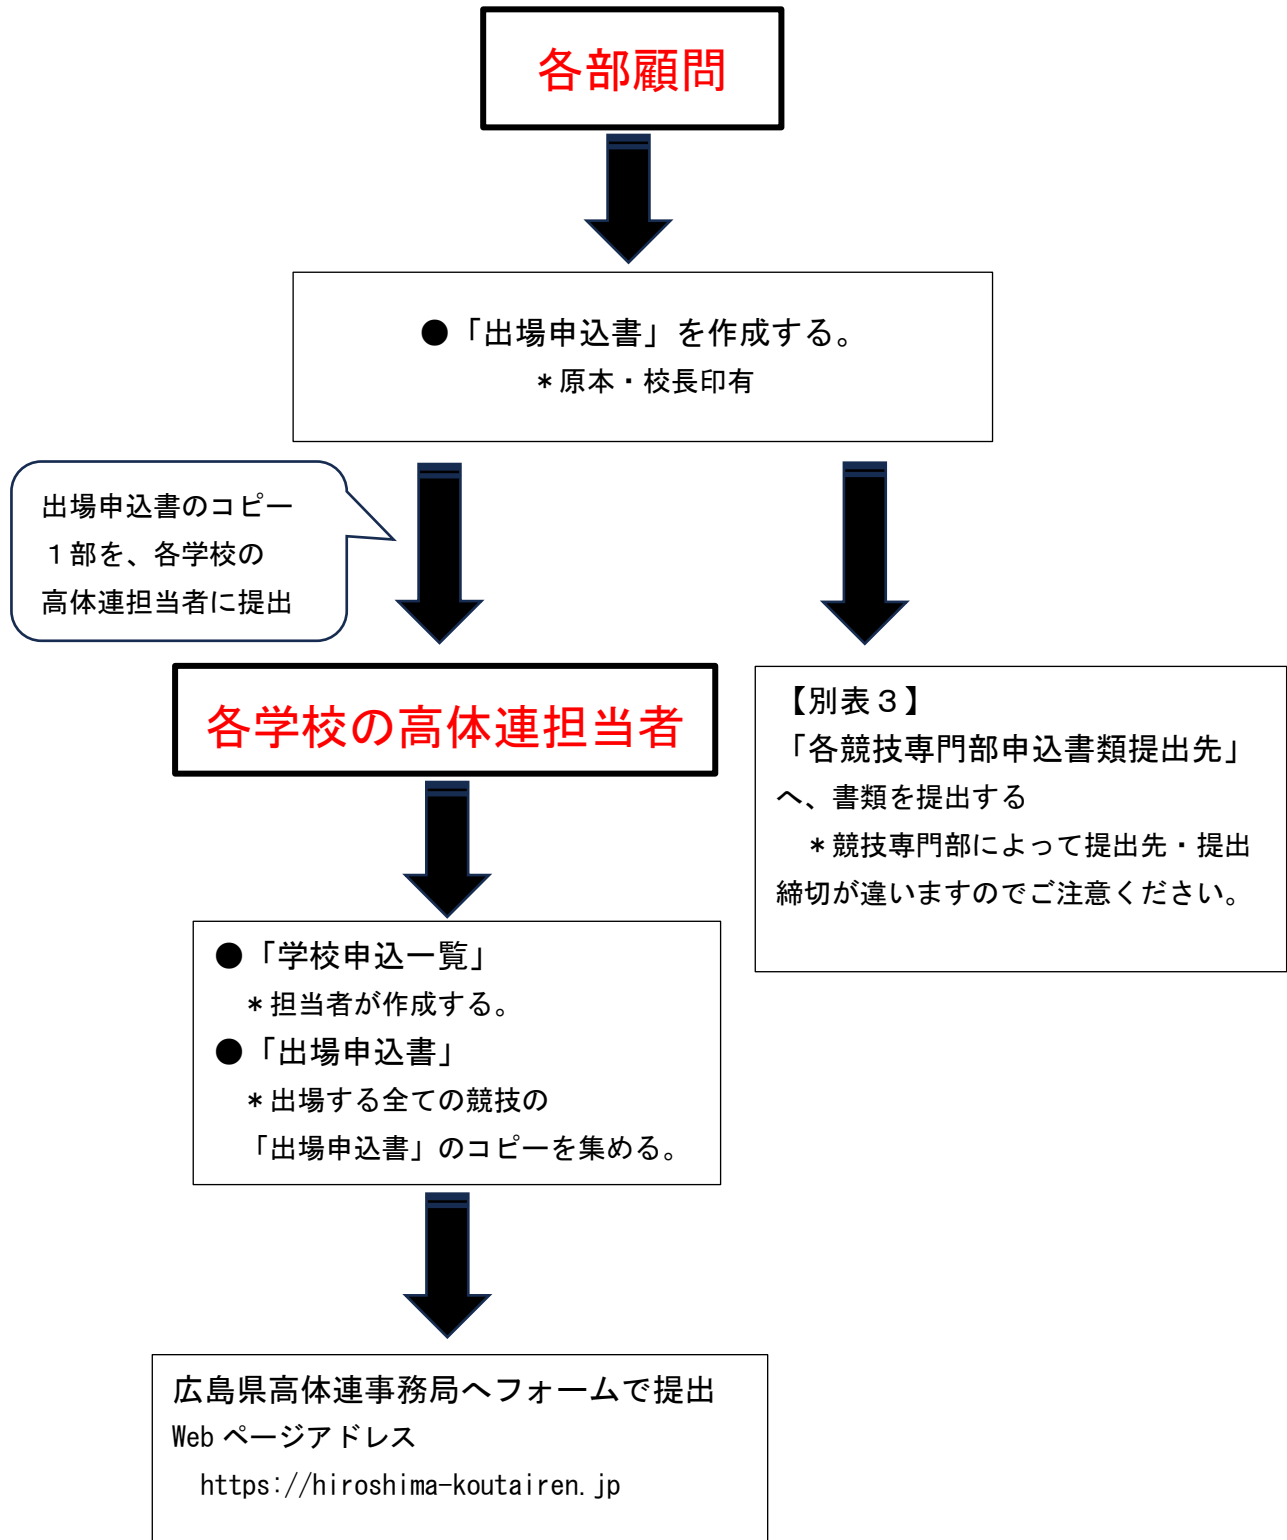 各部顧問
●「出場申込書」を作成する。
＊原本・校長印有
出場申込書のコピー
１部を、各学校の
高体連担当者に提出
各学校の高体連担当者
【別表３】
「各競技専門部申込書類提出先」
へ、書類を提出する
＊競技専門部によって提出先・提出
締切が違いますのでご注意ください。
●「学校申込一覧」
＊担当者が作成する。
●「出場申込書」
＊出場する全ての競技の
「出場申込書」のコピーを集める。
広島県高体連事務局へフォームで提出
Web ページアドレス
https://hiroshima-koutairen.jp